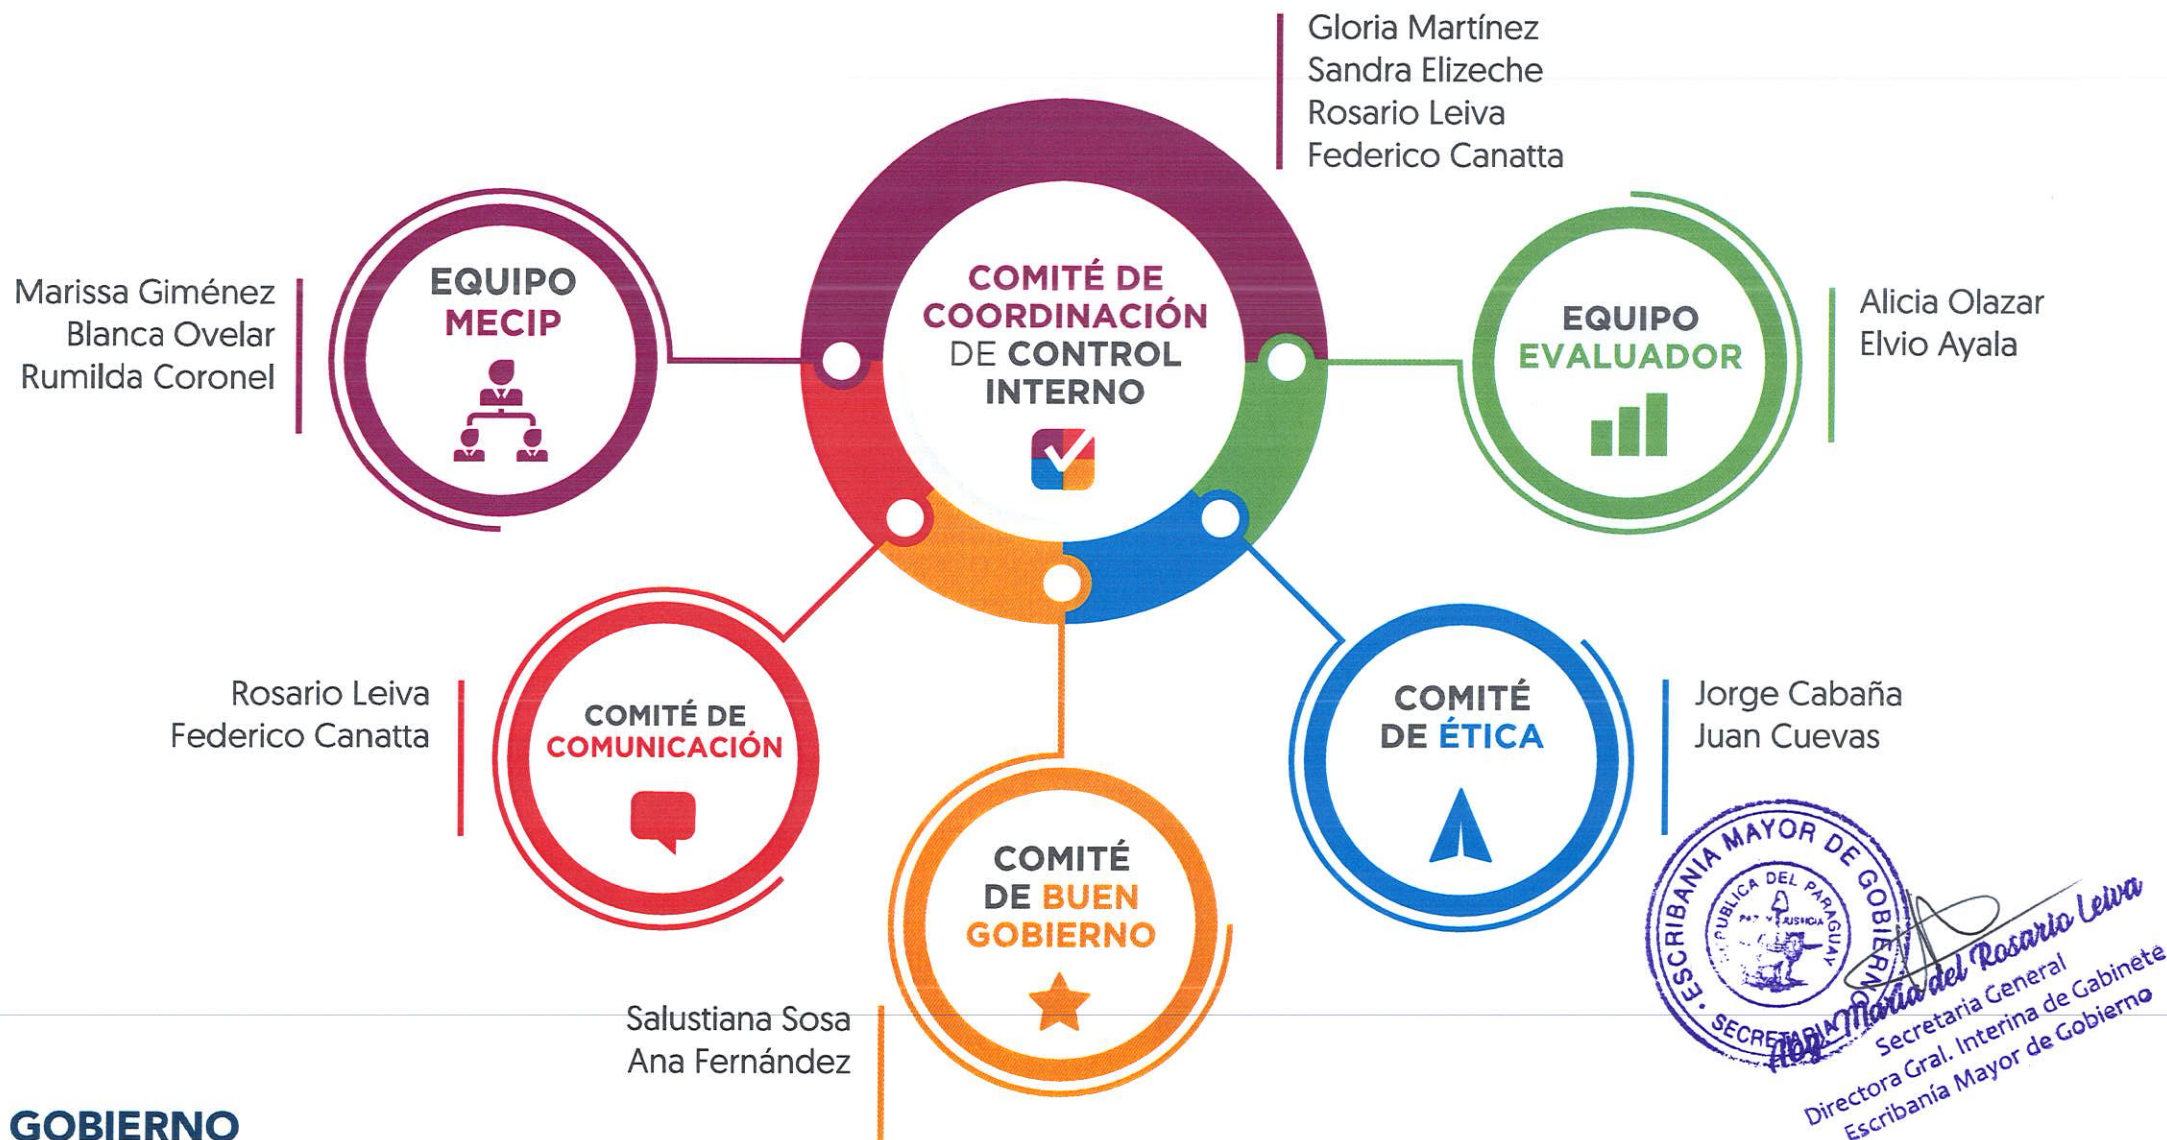 Gloria Martínez
Sandra Elizeche
Rosario Leiva
Federico Canatta
COMITÉ DE
COORDINACIÓN
DE CONTROL
INTERNO
EQUIPO
MECIP
Marissa Giménez
Blanca Ovelar
Rumilda Coronel
EQUIPO
EVALUADOR
Alicia Olazar
Elvio Ayala
COMITÉ DE
COMUNICACIÓN
Rosario Leiva
Federico Canatta
COMITÉ
DE BUEN
GOBIERNO
Salustiana Sosa
Ana Fernández
COMITÉ
DE ÉTICA
Jorge Cabaña
Juan Cuevas
ESCRIBANIA MAYOR DE GOBIERNO
SECRETARIA
REPUBLICA DEL PARAGUAY
PAZ Y JUSTICIA
Abg. María del Rosario Leiva
Secretaria General
Directora Gral. Interina de Gabinete
Escribanía Mayor de Gobierno
GOBIERNO